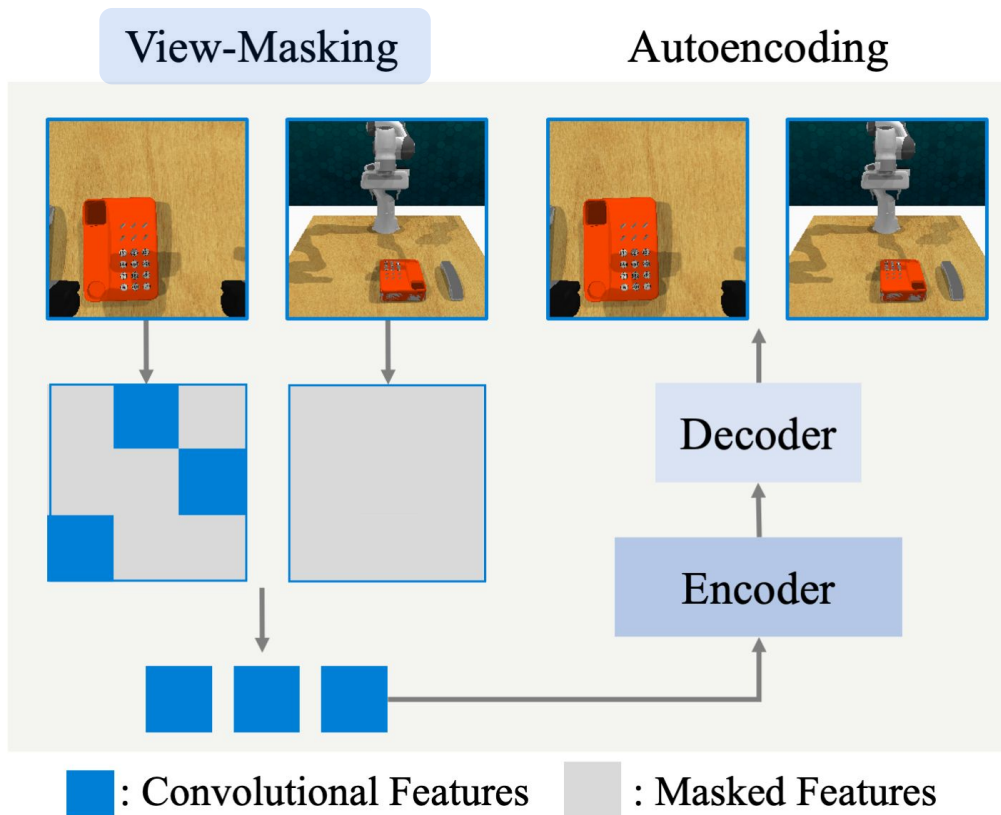 View-Masking
Autoencoding
Decoder
Encoder
: Convolutional Features
: Masked Features